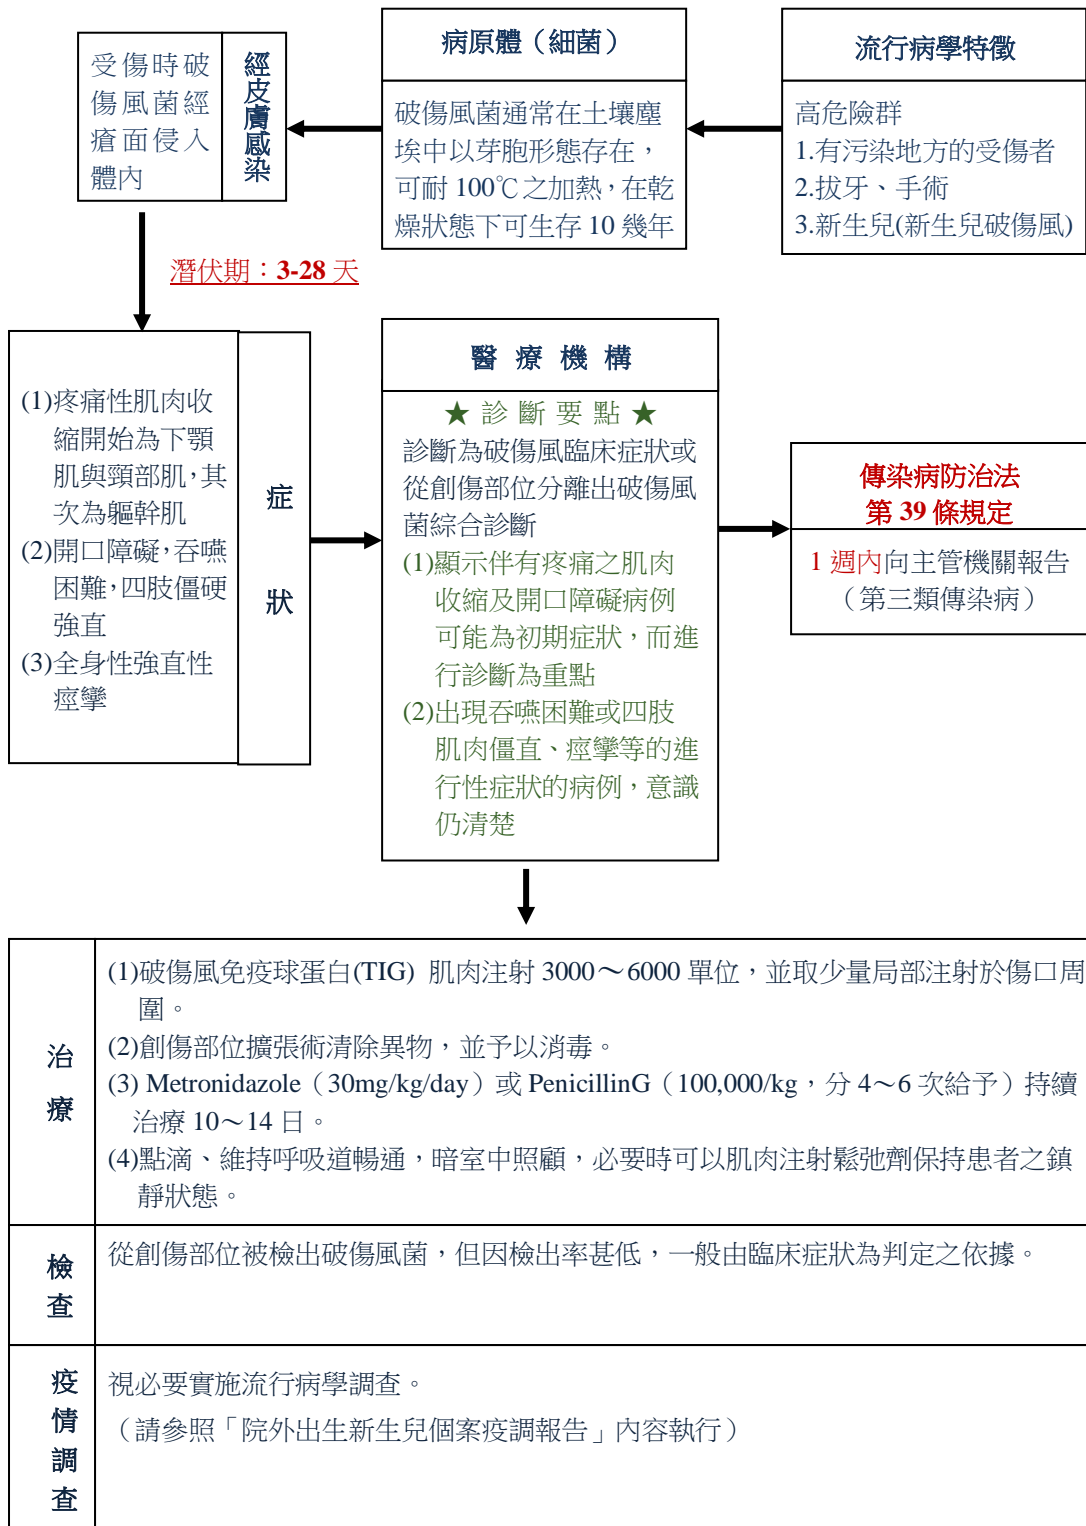 病原體（細菌）
流行病學特徵
受傷時破
傷風菌經
瘡面侵入
體內
經皮膚感染
破傷風菌通常在土壤塵
埃中以芽胞形態存在，
可耐 100℃之加熱，在乾
燥狀態下可生存 10 幾年
高危險群
1.有污染地方的受傷者
2.拔牙、手術
3.新生兒(新生兒破傷風)
潛伏期：3-28 天
(1)疼痛性肌肉收
縮開始為下顎
肌與頸部肌，其
次為軀幹肌
(2)開口障礙，吞嚥
困難，四肢僵硬
強直
(3)全身性強直性
痙攣
症
狀
醫 療 機 構
★ 診 斷 要 點 ★
診斷為破傷風臨床症狀或
從創傷部位分離出破傷風
菌綜合診斷
(1)顯示伴有疼痛之肌肉
收縮及開口障礙病例
可能為初期症狀，而進
行診斷為重點
(2)出現吞嚥困難或四肢
肌肉僵直、痙攣等的進
行性症狀的病例，意識
仍清楚
傳染病防治法
第 39 條規定
1 週內向主管機關報告
（第三類傳染病）
治
療
(1)破傷風免疫球蛋白(TIG) 肌肉注射 3000～6000 單位，並取少量局部注射於傷口周
圍。
(2)創傷部位擴張術清除異物，並予以消毒。
(3) Metronidazole（30mg/kg/day）或 PenicillinG（100,000/kg，分 4～6 次給予）持續
治療 10～14 日。
(4)點滴、維持呼吸道暢通，暗室中照顧，必要時可以肌肉注射鬆弛劑保持患者之鎮
靜狀態。
檢
查
從創傷部位被檢出破傷風菌，但因檢出率甚低，一般由臨床症狀為判定之依據。
疫
情
調
查
視必要實施流行病學調查。
（請參照「院外出生新生兒個案疫調報告」內容執行）